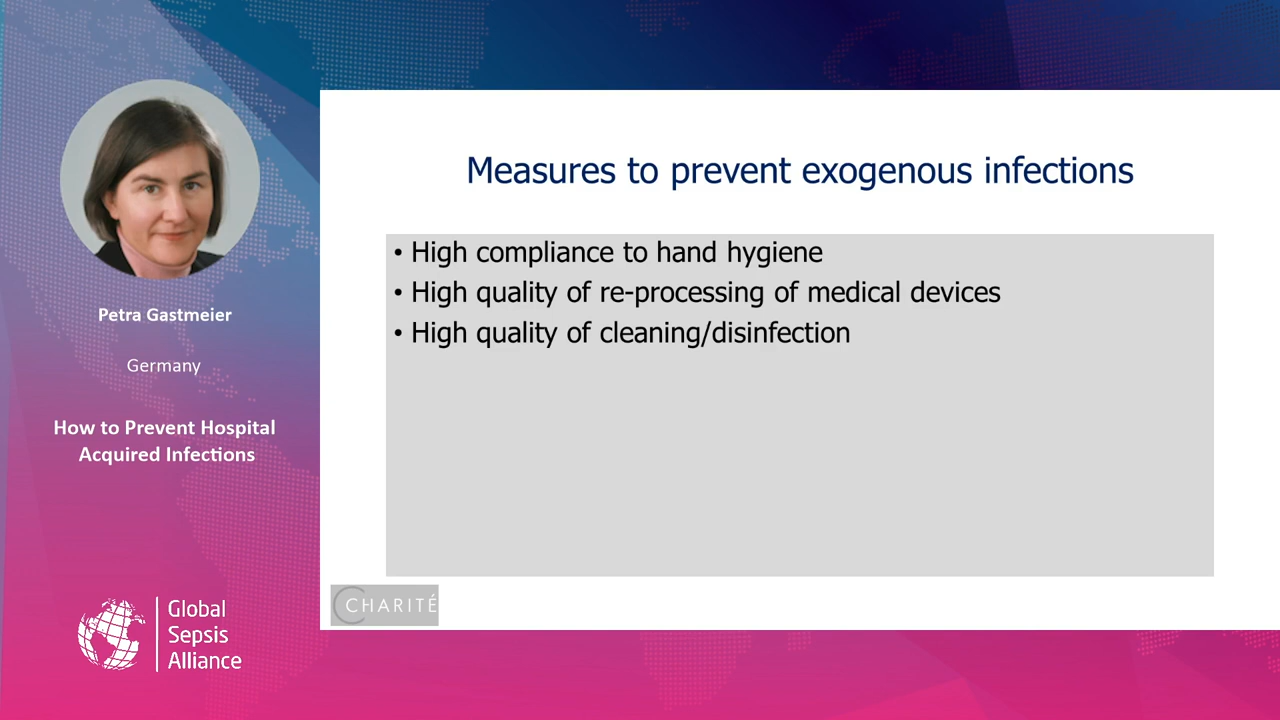 Petra Gastmeier
Germany
How to Prevent Hospital
Acquired Infections
Global
Sepsis
Alliance
Measures to prevent exogenous infections
• High compliance to hand hygiene
• High quality of re-processing of medical devices
• High quality of cleaning/disinfection
CHARITÉ